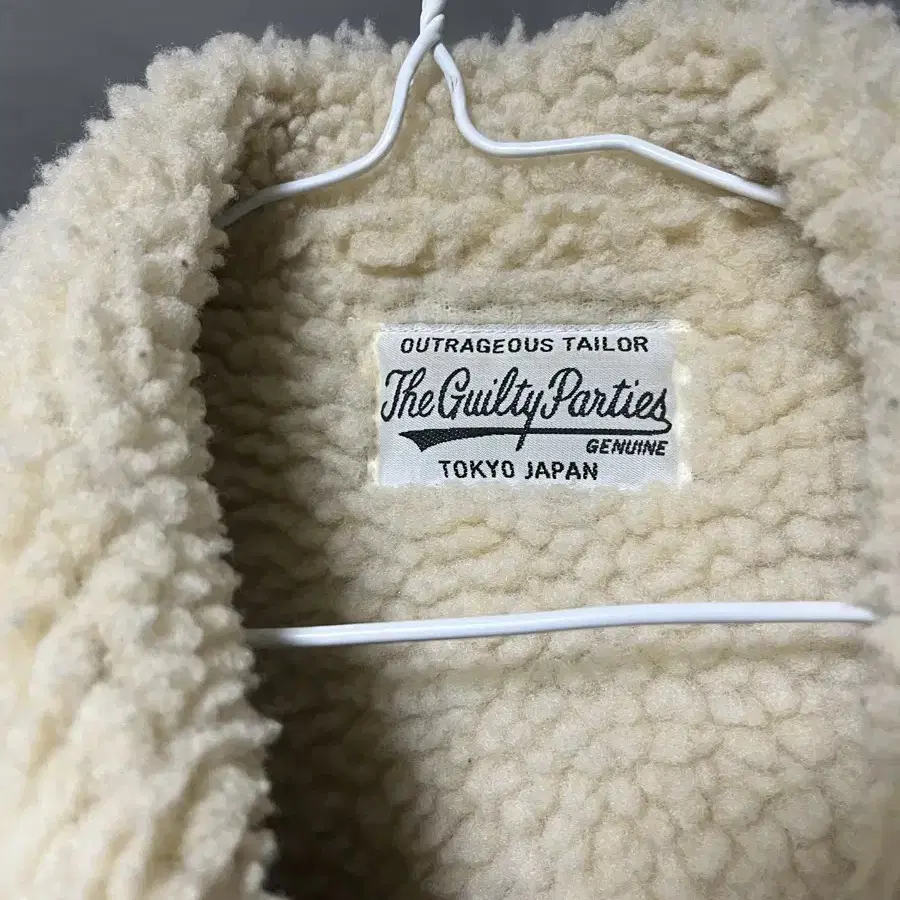 OUTRAGEOUS TAILOR
The Guilty Parties
GENUINE
TOKYO JAPAN